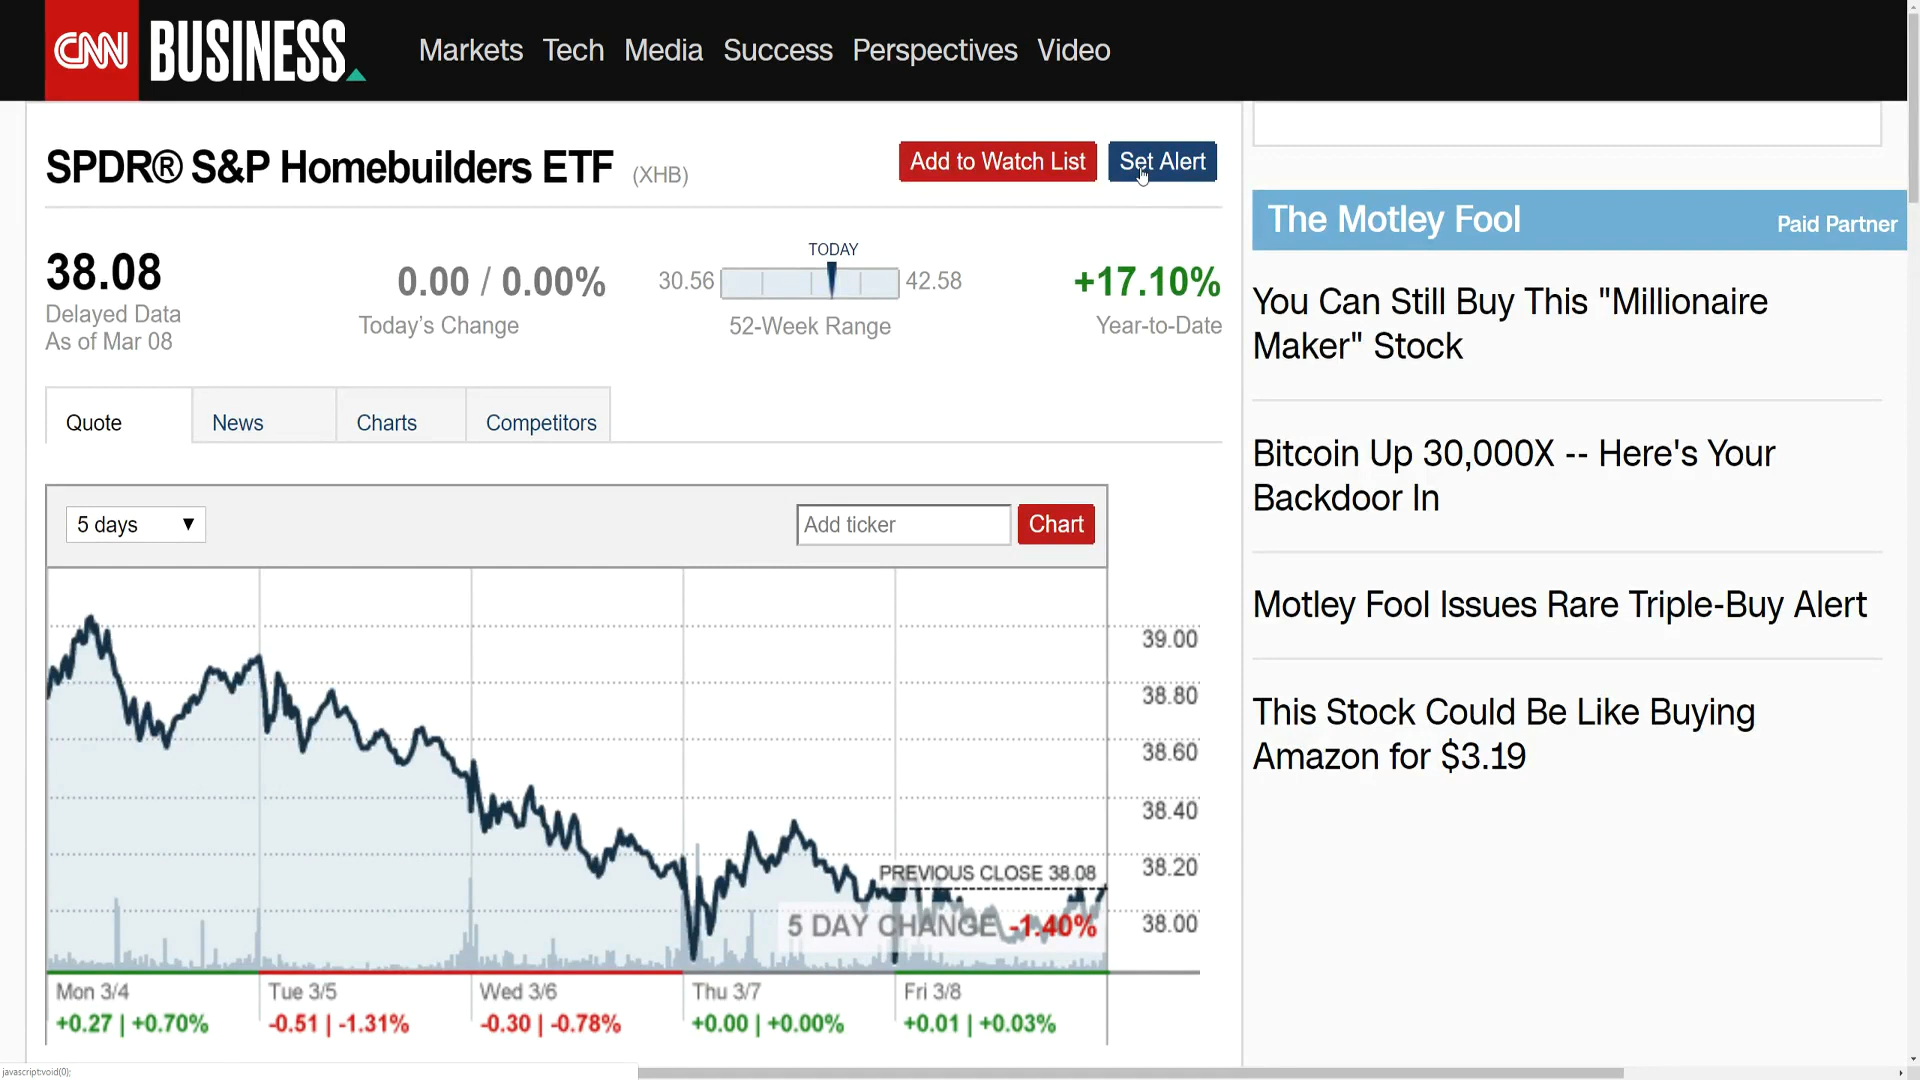 CNN BUSINESS Markets Tech Media Success Perspectives Video
SPDR® S&P Homebuilders ETF (XHB)
Add to Watch List Set Alert
38.08
Delayed Data
As of Mar 08
0.00 / 0.00%
Today's Change
TODAY
30.56 42.58
52-Week Range
+17.10%
Year-to-Date
Quote News Charts Competitors
5 days ▼ Add ticker Chart
39.00
38.80
38.60
38.40
38.20
38.00
PREVIOUS CLOSE 38.08
5 DAY CHANGE -1.40%
Mon 3/4 Tue 3/5 Wed 3/6 Thu 3/7 Fri 3/8
+0.27 | +0.70% -0.51 | -1.31% -0.30 | -0.78% +0.00 | +0.00% +0.01 | +0.03%
The Motley Fool Paid Partner
You Can Still Buy This "Millionaire
Maker" Stock
Bitcoin Up 30,000X -- Here's Your
Backdoor In
Motley Fool Issues Rare Triple-Buy Alert
This Stock Could Be Like Buying
Amazon for $3.19
javascript:void(0);